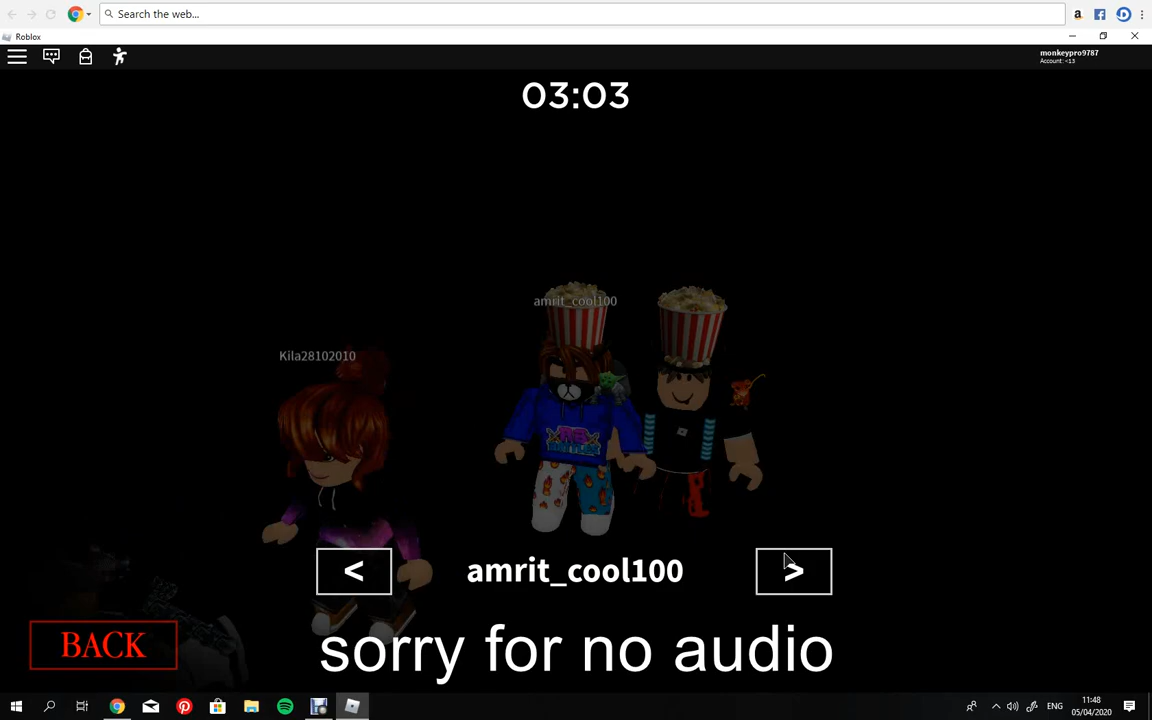 Search the web...
Roblox
monkeypro9787
Account: <13
03:03
amrit_cool100
Kila28102010
< amrit_cool100 >
BACK
sorry for no audio
ENG
11:48
05/04/2020